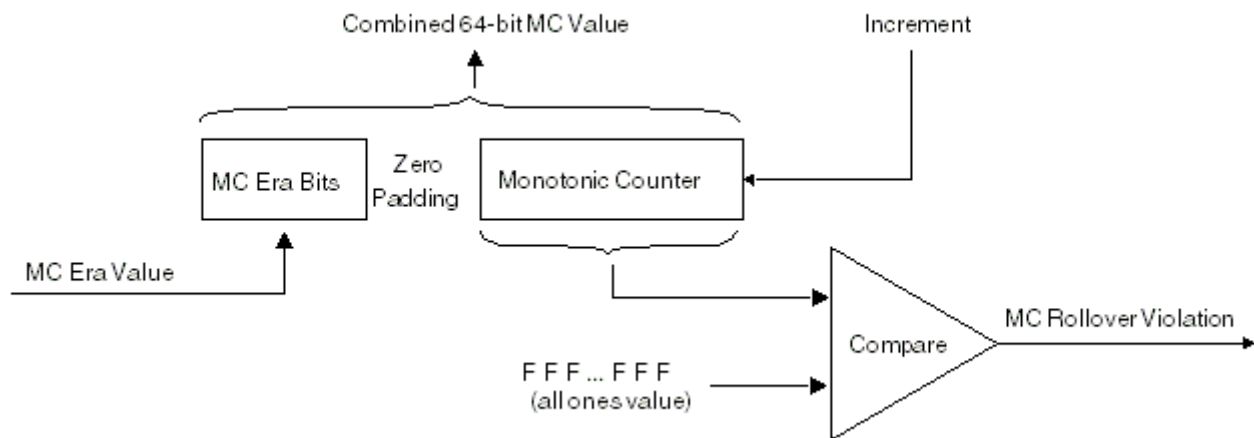 Combined 64-bit MC Value
Increment
MC Era Bits
Zero
Padding
Monotonic Counter
MC Era Value
MC Rollover Violation
Compare
F F F ... F F F
(all ones value)